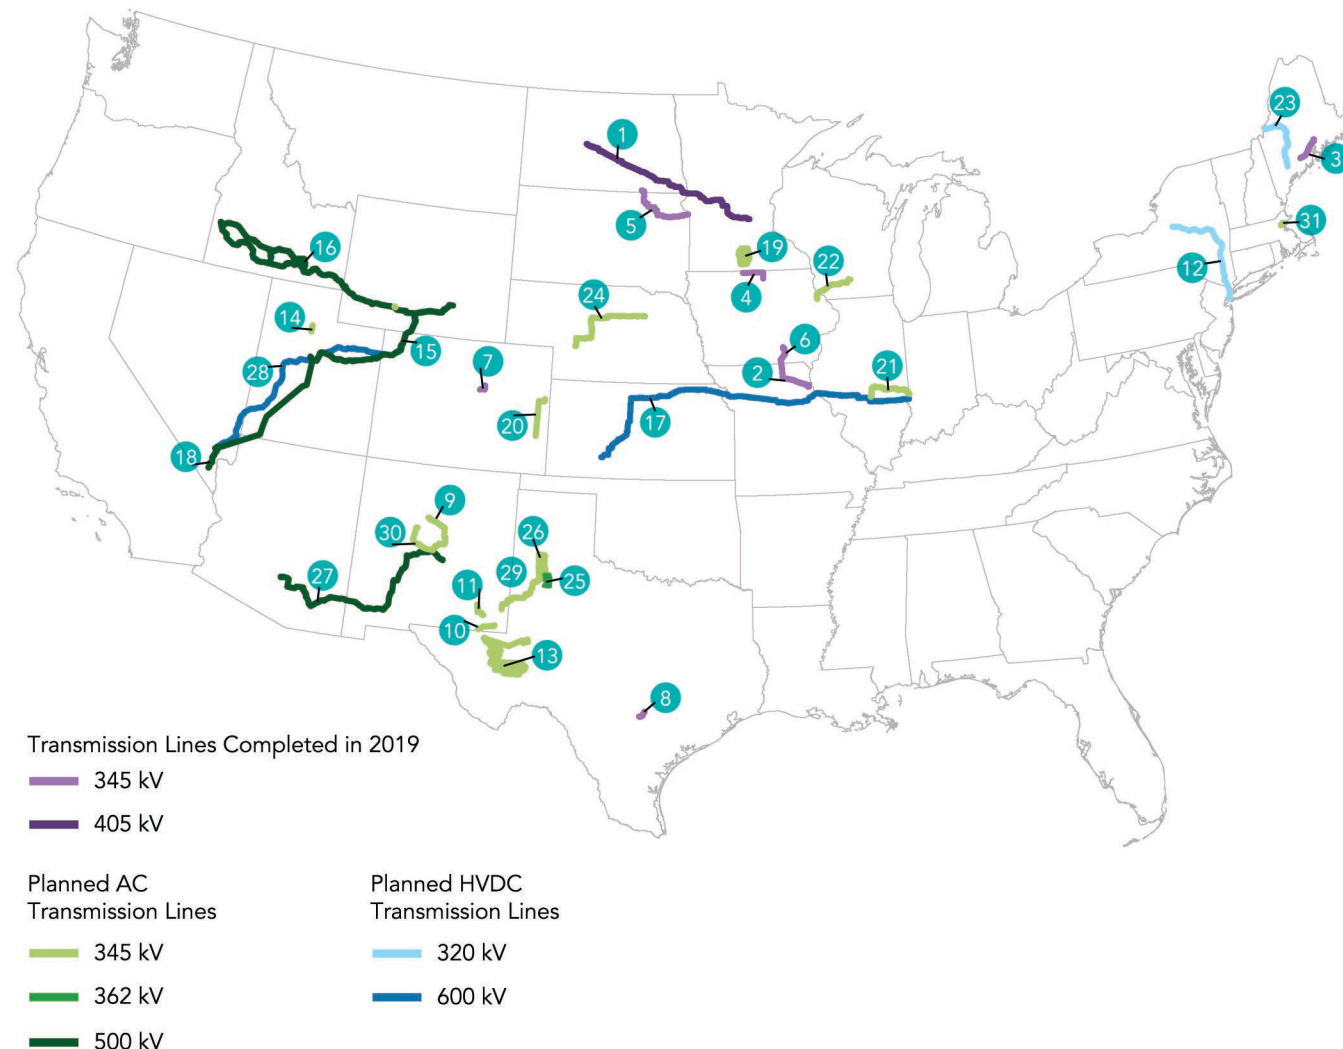 23
1
3
5
31
16
19
22
12
4
24
14
15
6
7
28
2
21
20
17
18
9
30
26
27
29
25
11
10
13
8
Transmission Lines Completed in 2019
345 kV
405 kV
Planned AC
Transmission Lines
345 kV
362 kV
500 kV
Planned HVDC
Transmission Lines
320 kV
600 kV